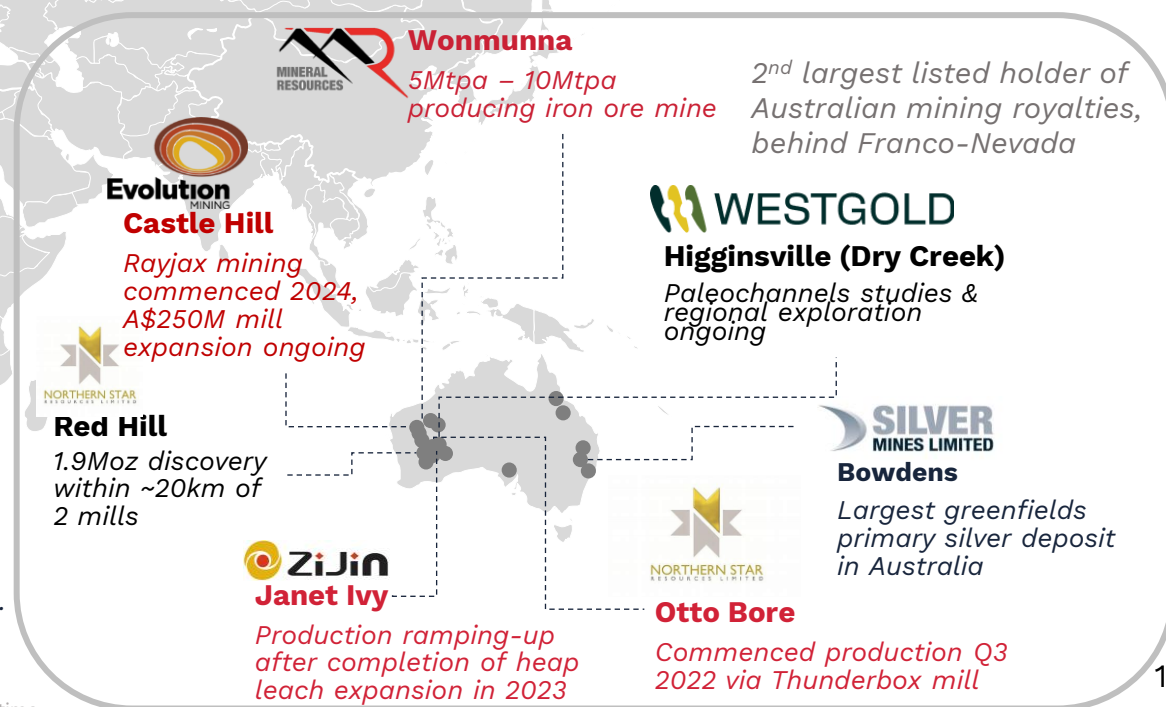 MINERAL
RESOURCES
Wonmunna
5Mtpa – 10Mtpa
producing iron ore mine
2nd largest listed holder of
Australian mining royalties,
behind Franco-Nevada
Evolution
MINING
Castle Hill
Rayjax mining
commenced 2024,
A$250M mill
expansion ongoing
WESTGOLD
Higginsville (Dry Creek)
Paleochannels studies &
regional exploration
ongoing
NORTHERN STAR
RESOURCES LIMITED
Red Hill
1.9Moz discovery
within ~20km of
2 mills
SILVER
MINES LIMITED
Bowdens
Largest greenfields
primary silver deposit
in Australia
ZiJin
Janet Ivy
Production ramping-up
after completion of heap
leach expansion in 2023
NORTHERN STAR
RESOURCES LIMITED
Otto Bore
Commenced production Q3
2022 via Thunderbox mill
1